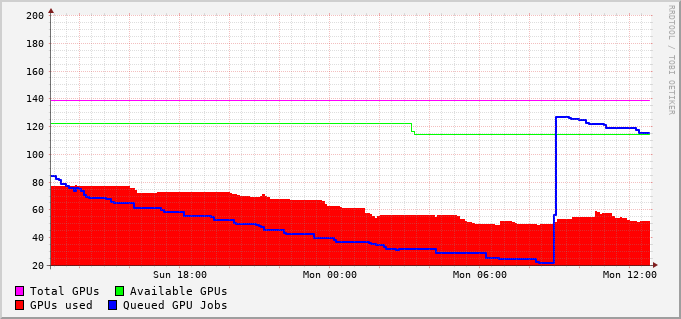 200
180
160
140
120
100
80
60
40
20
Sun 18:00 Mon 00:00 Mon 06:00 Mon 12:00
Total GPUs Available GPUs
GPUs used Queued GPU Jobs
RRDTOOL / TOBI OETIKER